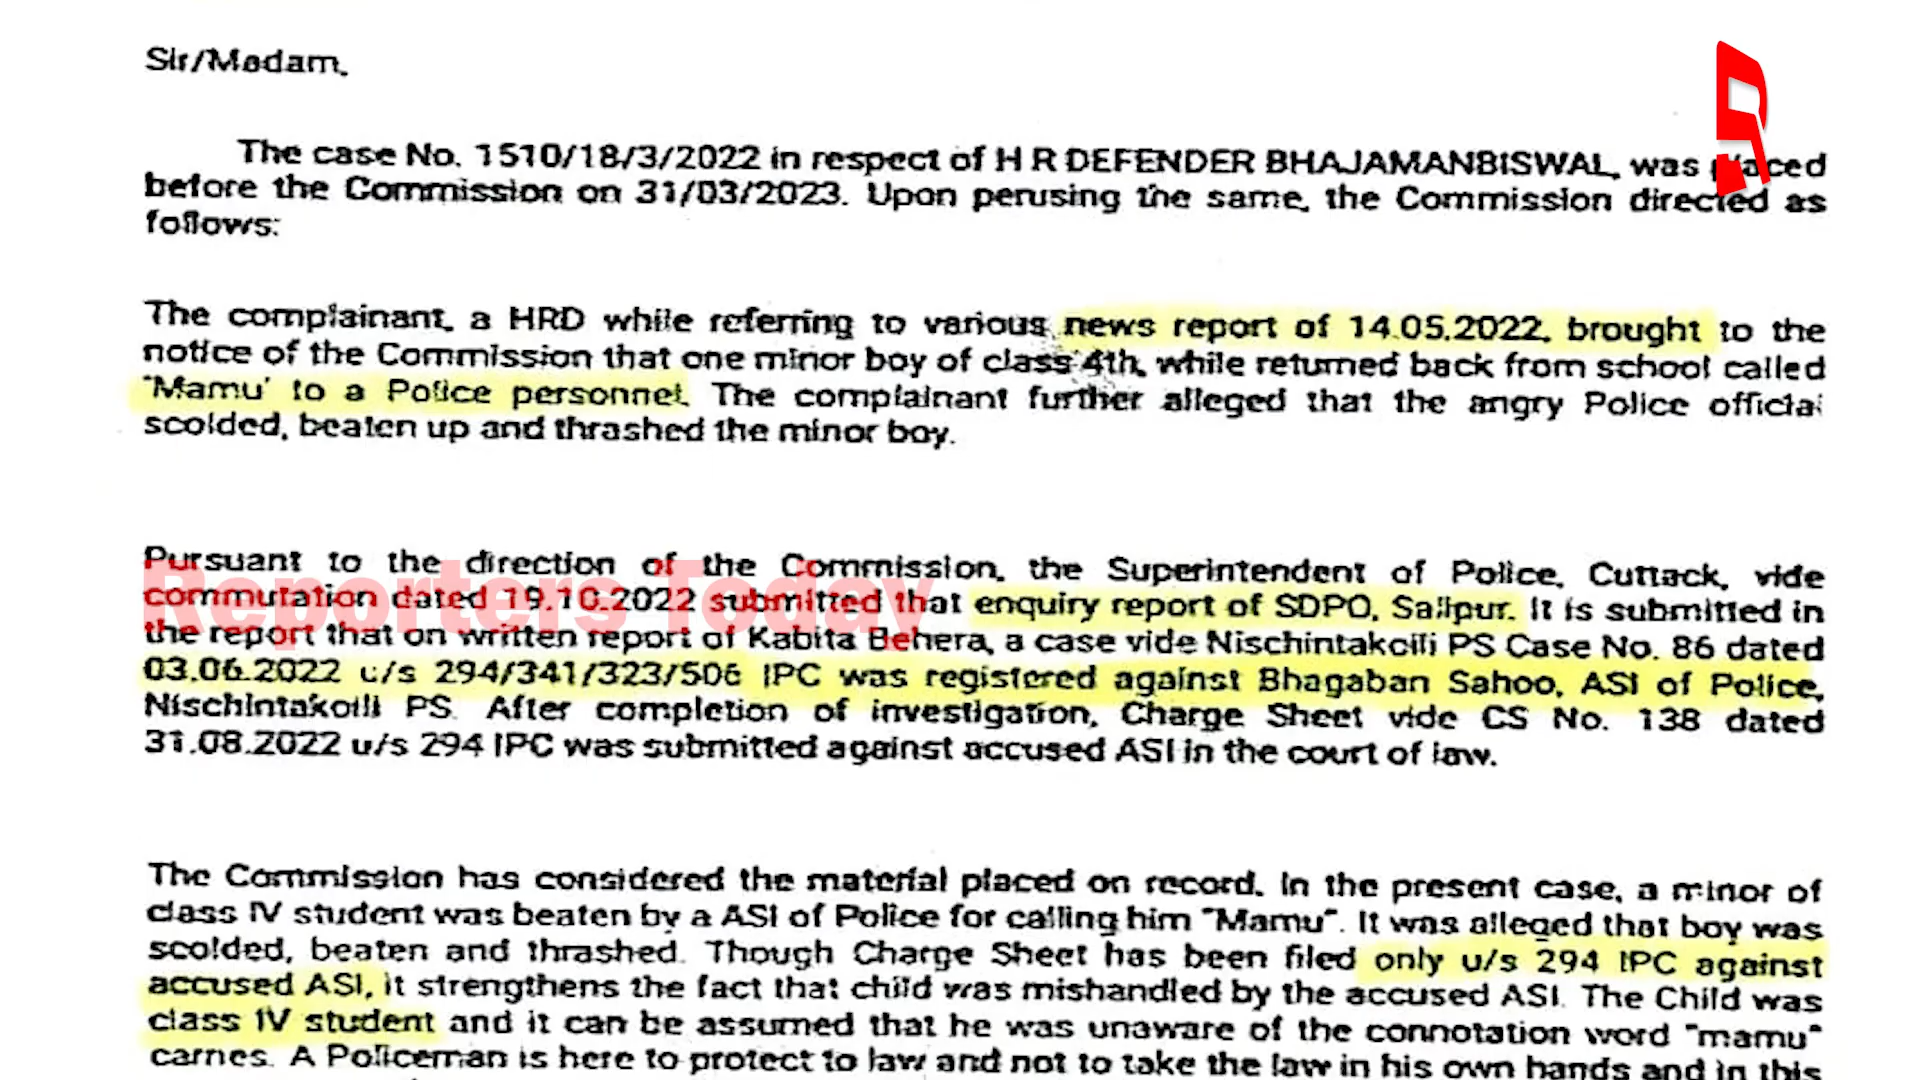 Sir/Madam,
The case No. 1510/18/3/2022 in respect of H R DEFENDER BHAJAMANBISWAL, was placed
before the Commission on 31/03/2023. Upon perusing the same, the Commission directed as
follows:
The complainant, a HRD while referring to various news report of 14.05.2022, brought to the
notice of the Commission that one minor boy of class 4th, while returned back from school called
'Mamu' to a Police personnel. The complainant further alleged that the angry Police official
scolded, beaten up and thrashed the minor boy.
Pursuant to the direction of the Commission, the Superintendent of Police, Cuttack, vide
commutation dated 19.10.2022 submitted that enquiry report of SDPO, Salipur. It is submitted in
Reporters Today
the report that on written report of Kabita Behera, a case vide Nischintakoili PS Case No. 86 dated
03.06.2022 u/s 294/341/323/506 IPC was registered against Bhagaban Sahoo, ASI of Police,
Nischintakoili PS. After completion of investigation, Charge Sheet vide CS No. 138 dated
31.08.2022 u/s 294 IPC was submitted against accused ASI in the court of law.
The Commission has considered the material placed on record. In the present case, a minor of
class IV student was beaten by a ASI of Police for calling him "Mamu". It was alleged that boy was
scolded, beaten and thrashed. Though Charge Sheet has been filed only u/s 294 IPC against
accused ASI, it strengthens the fact that child was mishandled by the accused ASI. The Child was
class IV student and it can be assumed that he was unaware of the connotation word "mamu"
carries. A Policeman is here to protect to law and not to take the law in his own hands and in this